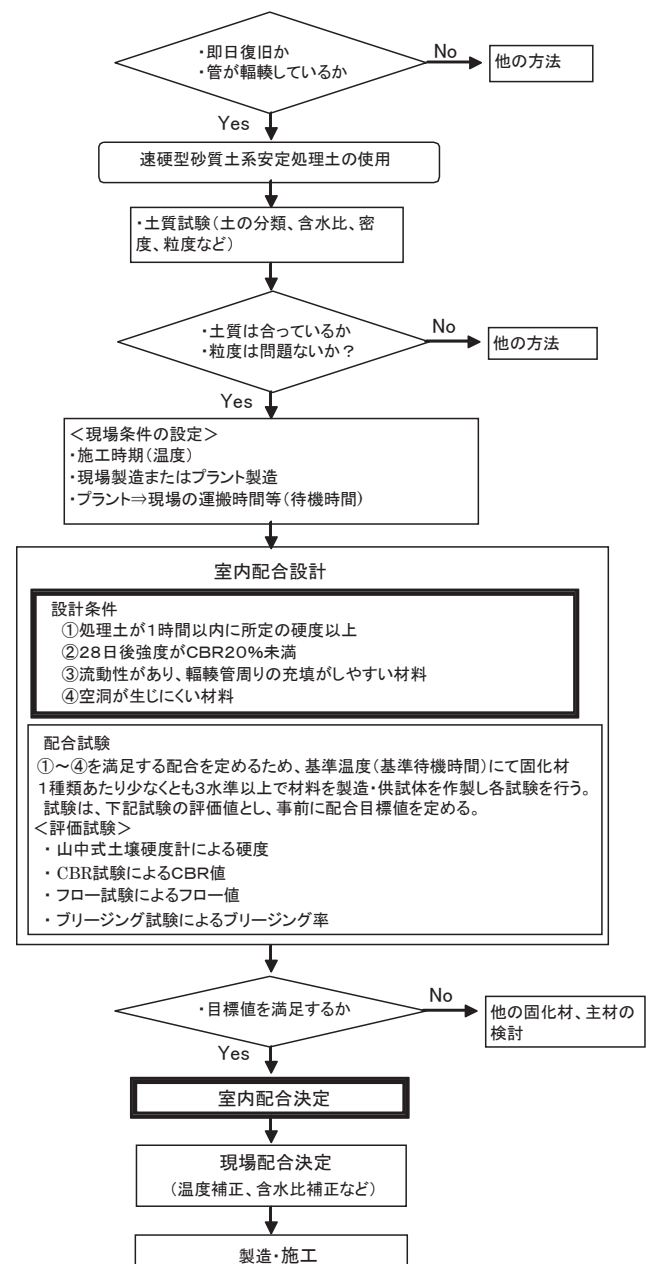 ・即日復旧か
・管が輻輳しているか
No
他の方法
Yes
速硬型砂質土系安定処理土の使用
・土質試験(土の分類、含水比、密
度、粒度など)
・土質は合っているか
・粒度は問題ないか？
No
他の方法
Yes
＜現場条件の設定＞
・施工時期(温度)
・現場製造またはプラント製造
・プラント⇒現場の運搬時間等(待機時間)
室内配合設計
設計条件
①処理土が1時間以内に所定の硬度以上
②28日後強度がCBR20%未満
③流動性があり、輻輳管周りの充填がしやすい材料
④空洞が生じにくい材料
配合試験
①～④を満足する配合を定めるため、基準温度(基準待機時間)にて固化材
1種類あたり少なくとも3水準以上で材料を製造・供試体を作製し各試験を行う。
試験は、下記試験の評価値とし、事前に配合目標値を定める。
＜評価試験＞
・山中式土壌硬度計による硬度
・CBR試験によるCBR値
・フロー試験によるフロー値
・ブリージング試験によるブリージング率
・目標値を満足するか
No
他の固化材、主材の
検討
Yes
室内配合決定
現場配合決定
(温度補正、含水比補正など)
製造・施工